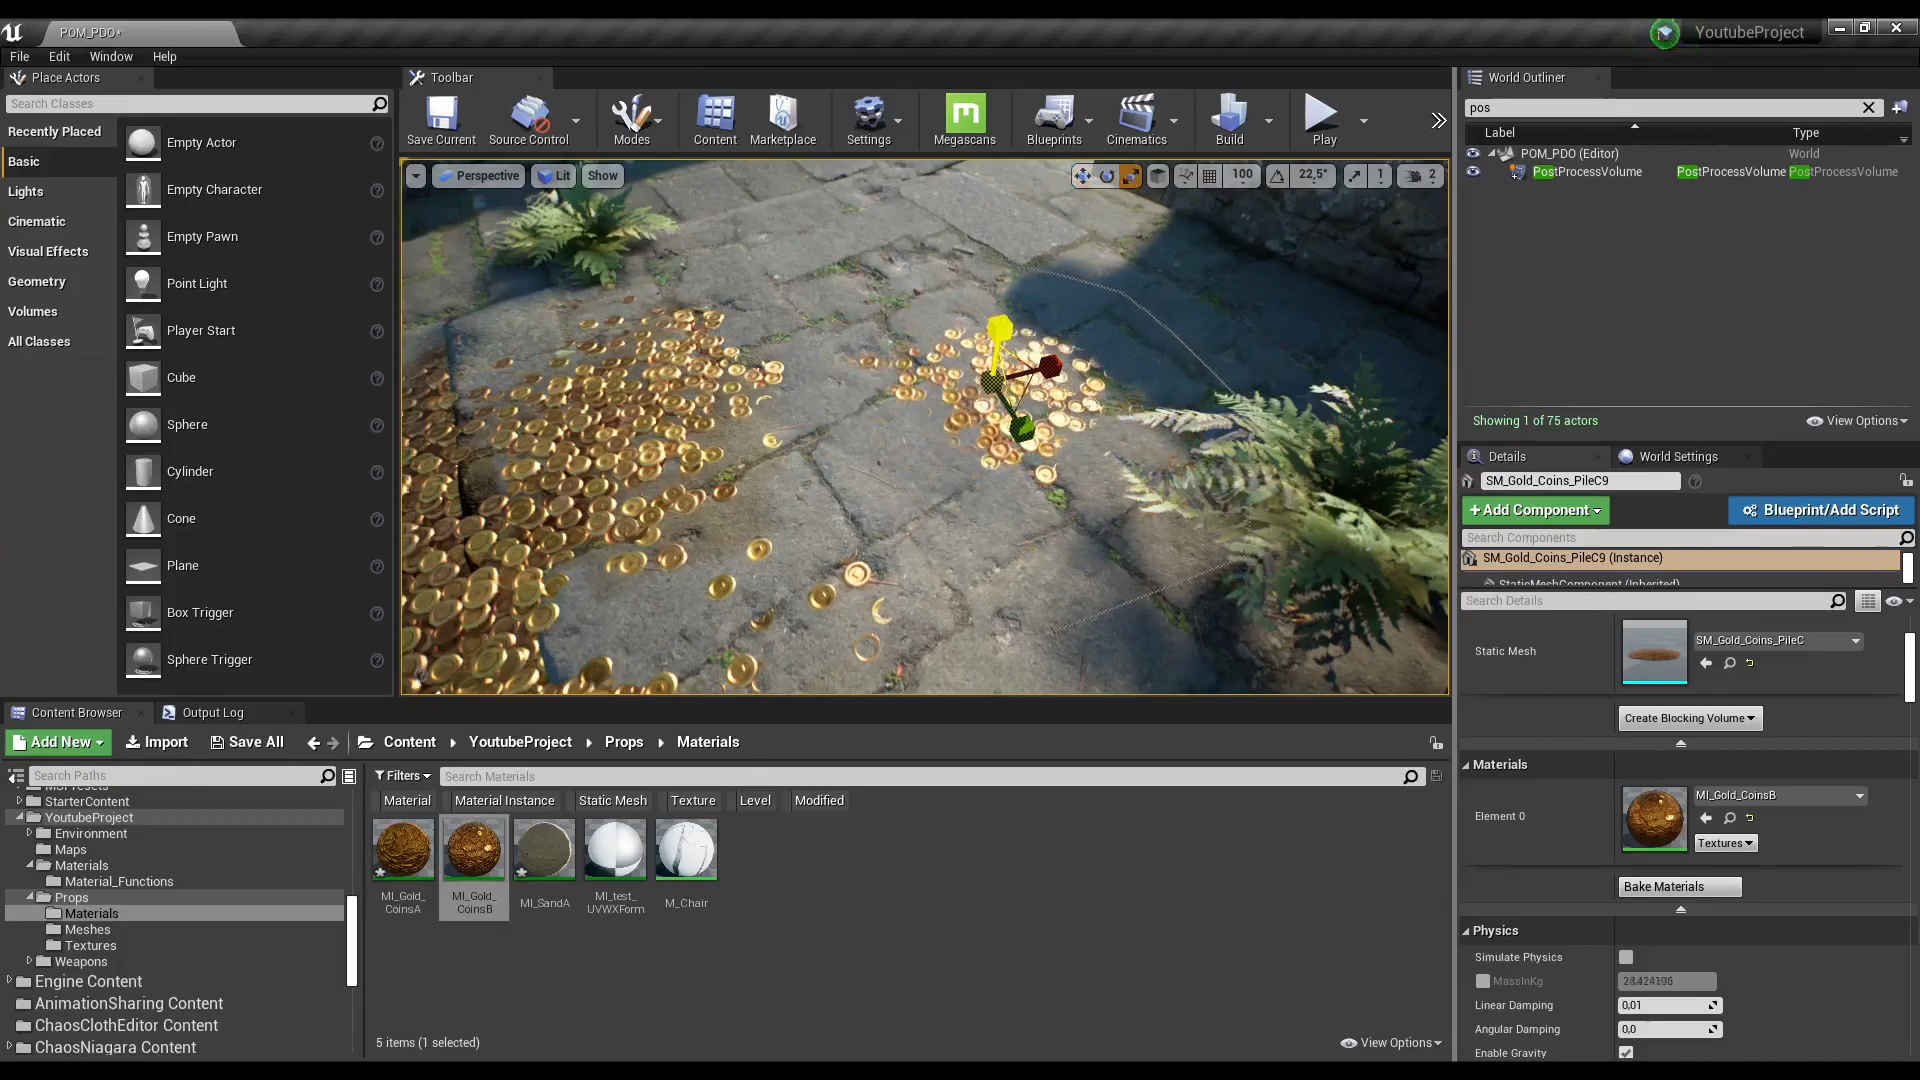 POM_PDO*
YoutubeProject
File Edit Window Help
Place Actors
Search Classes
Recently Placed
Basic
Lights
Cinematic
Visual Effects
Geometry
Volumes
All Classes
Empty Actor
Empty Character
Empty Pawn
Point Light
Player Start
Cube
Sphere
Cylinder
Cone
Plane
Box Trigger
Sphere Trigger
Toolbar
Save Current
Source Control
Modes
Content
Marketplace
Settings
Megascans
Blueprints
Cinematics
Build
Play
Perspective
Lit
Show
100
22,5°
1
2
World Outliner
pos
Label Type
POM_PDO (Editor) World
PostProcessVolume PostProcessVolume PostProcessVolume
Showing 1 of 75 actors
View Options
Details
World Settings
SM_Gold_Coins_PileC9
+Add Component
Blueprint/Add Script
Search Components
SM_Gold_Coins_PileC9 (Instance)
StaticMeshComponent (Inherited)
Search Details
Static Mesh
SM_Gold_Coins_PileC
Create Blocking Volume
Materials
Element 0
MI_Gold_CoinsB
Textures
Bake Materials
Physics
Simulate Physics
MassInKg
Linear Damping 0,01
Angular Damping 0,0
Enable Gravity
Content Browser
Output Log
Add New
Import
Save All
Content YoutubeProject Props Materials
Search Paths
Filters
Search Materials
Material
Material Instance
Static Mesh
Texture
Level
Modified
MSPresets
StarterContent
YoutubeProject
Environment
Maps
Materials
Material_Functions
Props
Materials
Meshes
Textures
Weapons
Engine Content
AnimationSharing Content
ChaosClothEditor Content
ChaosNiagara Content
MI_Gold_
CoinsA
MI_Gold_
CoinsB
MI_SandA
MI_test_
UVWXForm
M_Chair
5 items (1 selected)
View Options